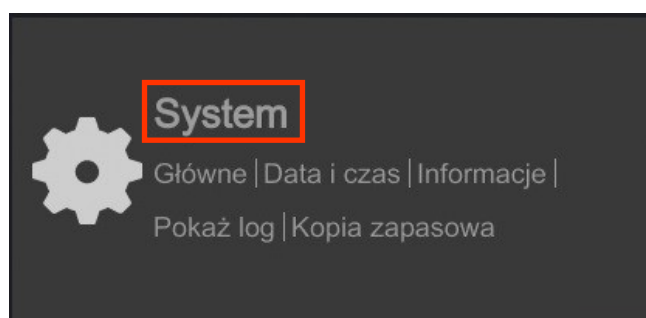 System
Główne|Data i czas|Informacje|
Pokaż log|Kopia zapasowa